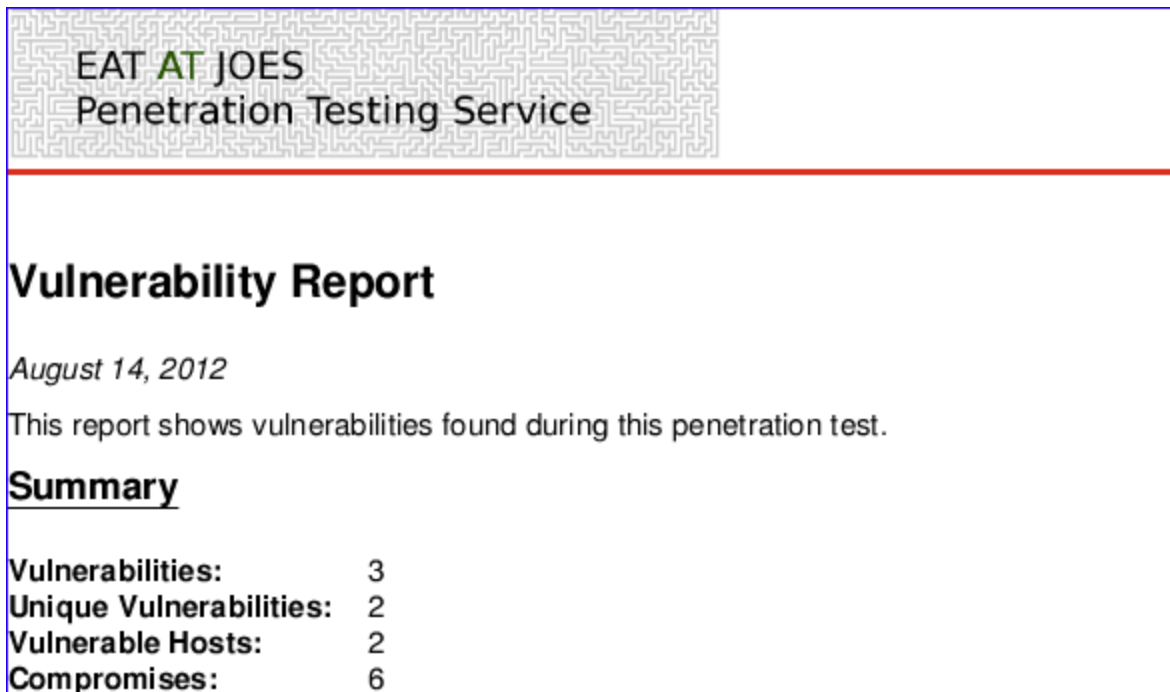 EAT AT JOES
Penetration Testing Service
Vulnerability Report
August 14, 2012
This report shows vulnerabilities found during this penetration test.
Summary
Vulnerabilities: 3
Unique Vulnerabilities: 2
Vulnerable Hosts: 2
Compromises: 6